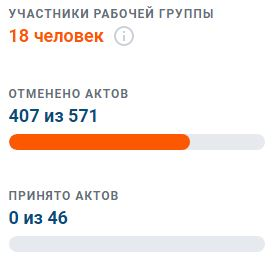 УЧАСТНИКИ РАБОЧЕЙ ГРУППЫ
18 человек
ОТМЕНЕНО АКТОВ
407 из 571
ПРИНЯТО АКТОВ
0 из 46